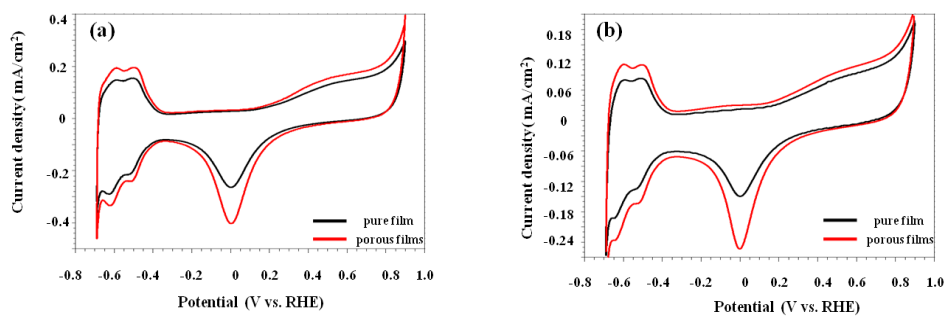 (a)
Current density( mA/cm²)
0.4
0.2
0
-0.2
-0.4
pure film
porous films
-0.8 -0.6 -0.4 -0.2 0 0.2 0.4 0.6 0.8 1.0
Potential (V vs. RHE)
(b)
Current density( mA/cm²)
0.18
0.12
0.06
0
-0.06
-0.12
-0.18
-0.24
pure film
porous films
-0.8 -0.6 -0.4 -0.2 0 0.2 0.4 0.6 0.8 1.0
Potential (V vs. RHE)